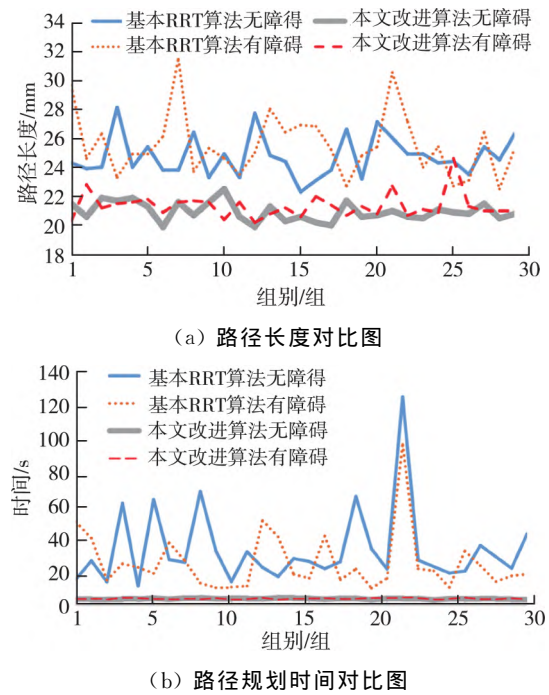 基本RRT算法无障得 本文改进算法无障碍
基本RRT算法有障碍 本文改进算法有障碍
路径长度/mm
34
32
30
28
26
24
22
20
18
1 5 10 15 20 25 30
组别/组
(a) 路径长度对比图
基本RRT算法无障得
基本RRT算法有障碍
本文改进算法无障碍
本文改进算法有障碍
时间/s
140
120
100
80
60
40
20
0
1 5 10 15 20 25 30
组别/组
(b) 路径规划时间对比图